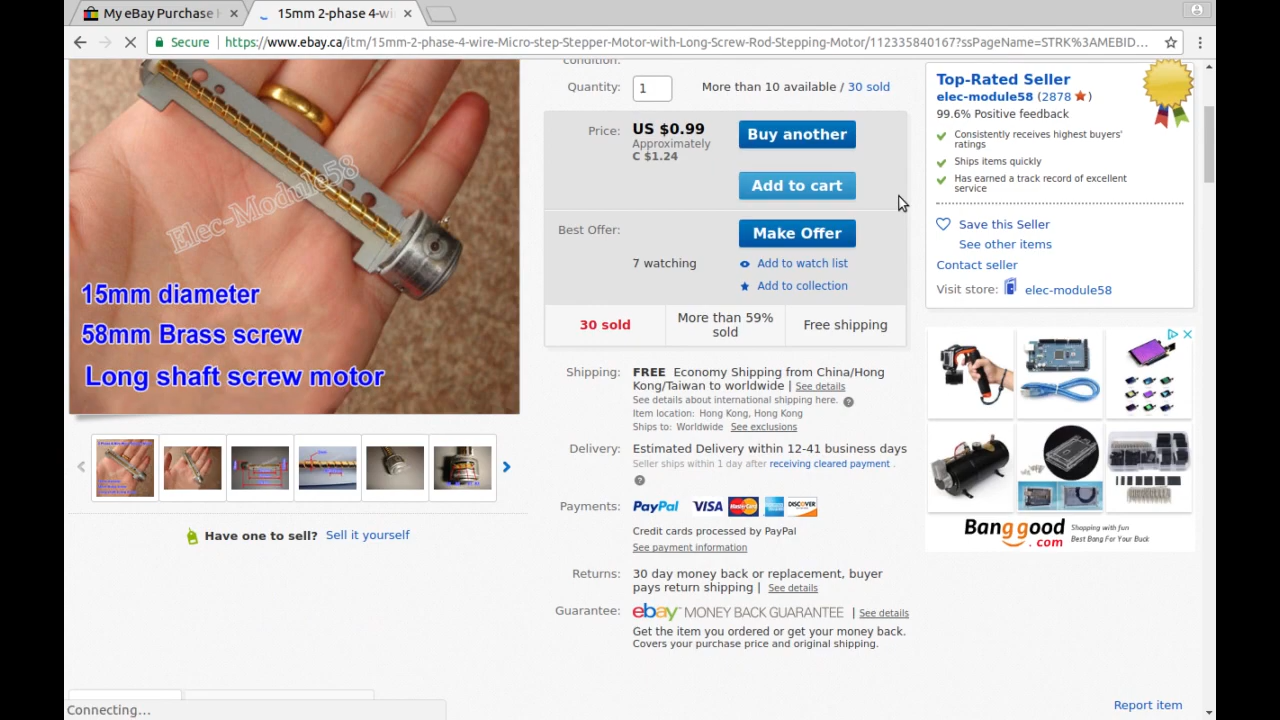 My eBay Purchase H
15mm 2-phase 4-wi
Secure
https://www.ebay.ca/itm/15mm-2-phase-4-wire-Micro-step-Stepper-Motor-with-Long-Screw-Rod-Stepping-Motor/112335840167?ssPageName=STRK%3AMEBID...
Elec-Module58
15mm diameter
58mm Brass screw
Long shaft screw motor
Have one to sell? Sell it yourself
condition:
Quantity: 1 More than 10 available / 30 sold
Price: US $0.99
Approximately
C $1.24
Buy another
Add to cart
Best Offer:
Make Offer
7 watching
Add to watch list
Add to collection
30 sold
More than 59%
sold
Free shipping
Shipping: FREE Economy Shipping from China/Hong
Kong/Taiwan to worldwide | See details
See details about international shipping here.
Item location: Hong Kong, Hong Kong
Ships to: Worldwide See exclusions
Delivery: Estimated Delivery within 12-41 business days
Seller ships within 1 day after receiving cleared payment .
Payments: PayPal VISA MasterCard DISCOVER
Credit cards processed by PayPal
See payment information
Returns: 30 day money back or replacement, buyer
pays return shipping | See details
Guarantee: ebay MONEY BACK GUARANTEE | See details
Get the item you ordered or get your money back.
Covers your purchase price and original shipping.
Top-Rated Seller
elec-module58 (2878 )
99.6% Positive feedback
Consistently receives highest buyers'
ratings
Ships items quickly
Has earned a track record of excellent
service
Save this Seller
See other items
Contact seller
Visit store: elec-module58
Banggood
.com
Shopping with fun
Best Bang For Your Buck
Report item
Connecting...